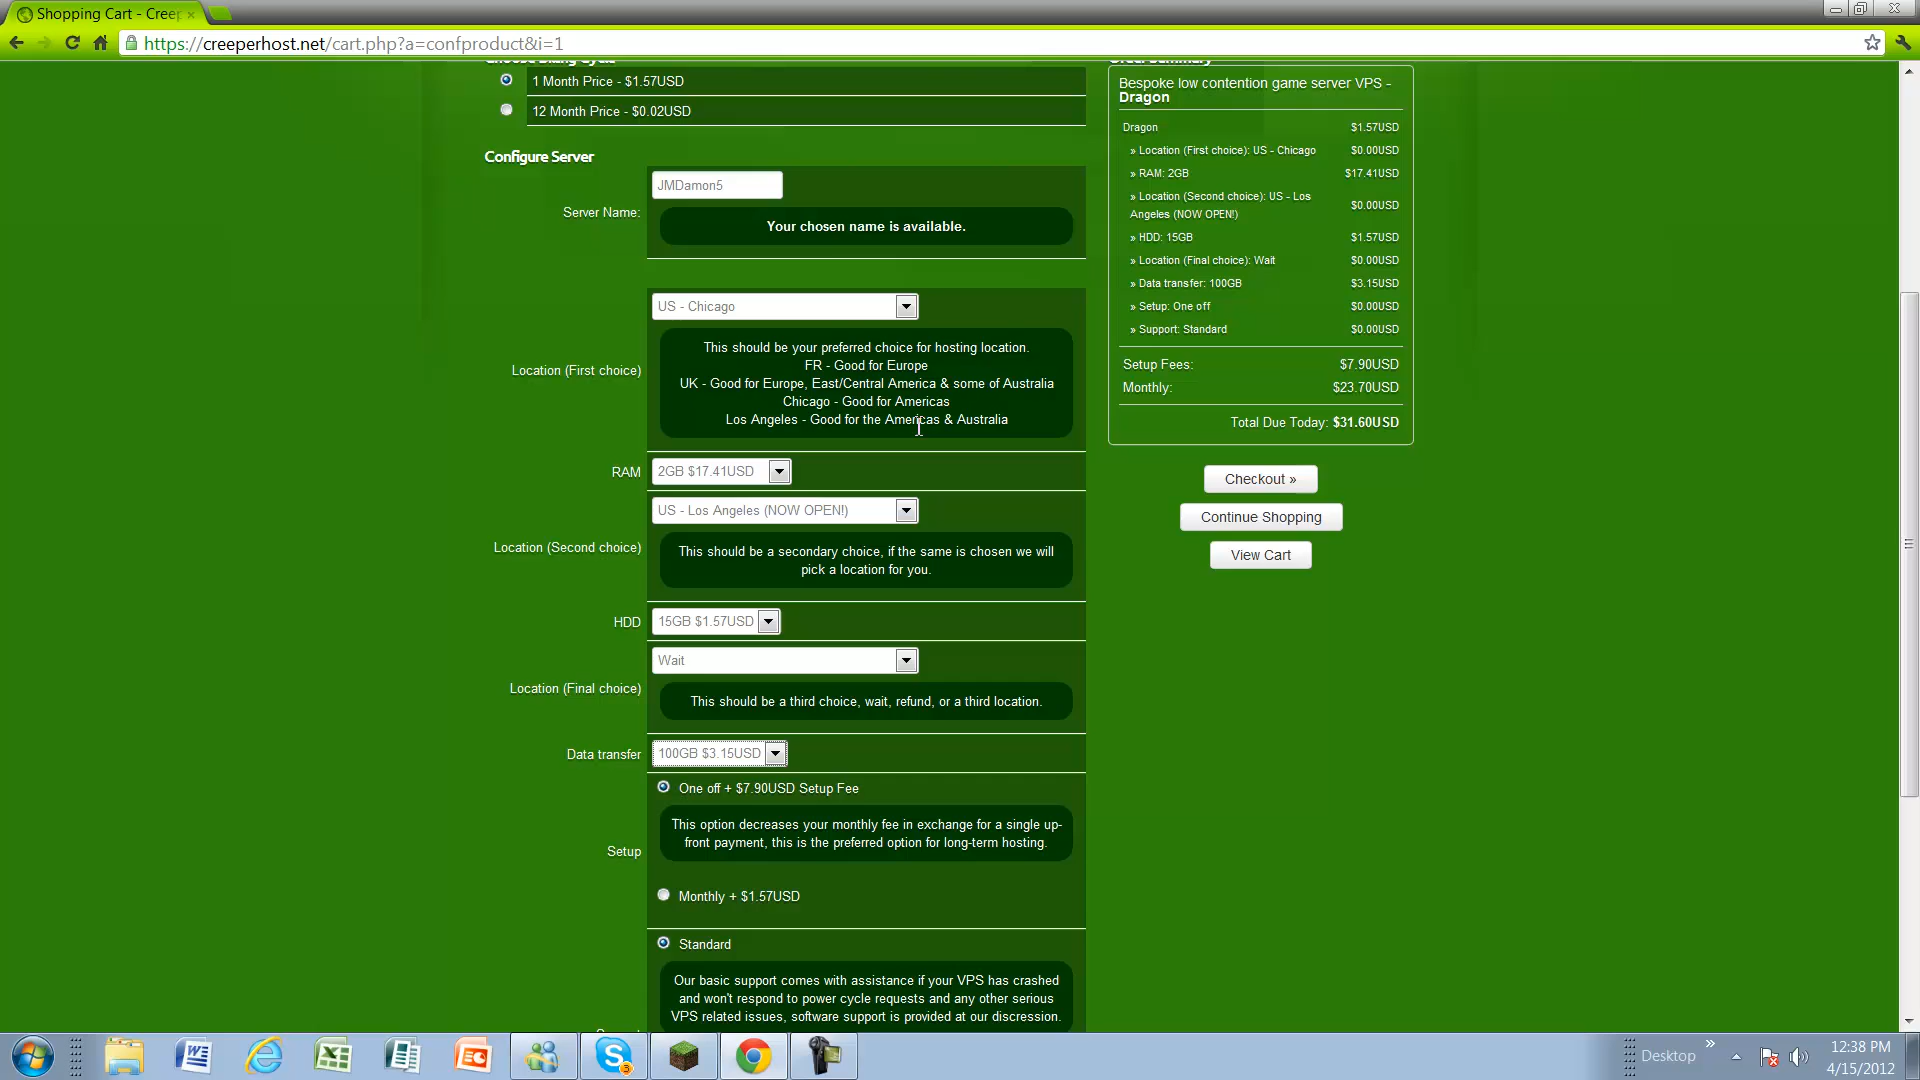 Shopping Cart - Creep
https://creeperhost.net/cart.php?a=confproduct&i=1
Choose Billing Cycle
1 Month Price - $1.57USD
12 Month Price - $0.02USD
Configure Server
Server Name:
JMDamon5
Your chosen name is available.
Location (First choice)
US - Chicago
This should be your preferred choice for hosting location.
FR - Good for Europe
UK - Good for Europe, East/Central America & some of Australia
Chicago - Good for Americas
Los Angeles - Good for the Americas & Australia
RAM
2GB $17.41USD
Location (Second choice)
US - Los Angeles (NOW OPEN!)
This should be a secondary choice, if the same is chosen we will
pick a location for you.
HDD
15GB $1.57USD
Location (Final choice)
Wait
This should be a third choice, wait, refund, or a third location.
Data transfer
100GB $3.15USD
Setup
One off + $7.90USD Setup Fee
This option decreases your monthly fee in exchange for a single up-
front payment, this is the preferred option for long-term hosting.
Monthly + $1.57USD
Standard
Our basic support comes with assistance if your VPS has crashed
and won't respond to power cycle requests and any other serious
VPS related issues, software support is provided at our discression.
Order Summary
Bespoke low contention game server VPS -
Dragon
Dragon $1.57USD
» Location (First choice): US - Chicago $0.00USD
» RAM: 2GB $17.41USD
» Location (Second choice): US - Los
Angeles (NOW OPEN!) $0.00USD
» HDD: 15GB $1.57USD
» Location (Final choice): Wait $0.00USD
» Data transfer: 100GB $3.15USD
» Setup: One off $0.00USD
» Support: Standard $0.00USD
Setup Fees: $7.90USD
Monthly: $23.70USD
Total Due Today: $31.60USD
Checkout »
Continue Shopping
View Cart
Desktop
12:38 PM
4/15/2012